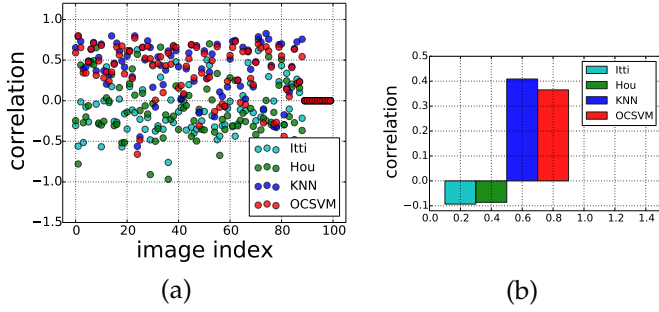 1.0
0.5
0.0
−0.5
−1.0
−1.5
correlation
0 20 40 60 80 100
image index
Itti
Hou
KNN
OCSVM
(a)
0.5
0.4
0.3
0.2
0.1
0.0
−0.1
correlation
0.0 0.2 0.4 0.6 0.8 1.0 1.2 1.4
Itti
Hou
KNN
OCSVM
(b)